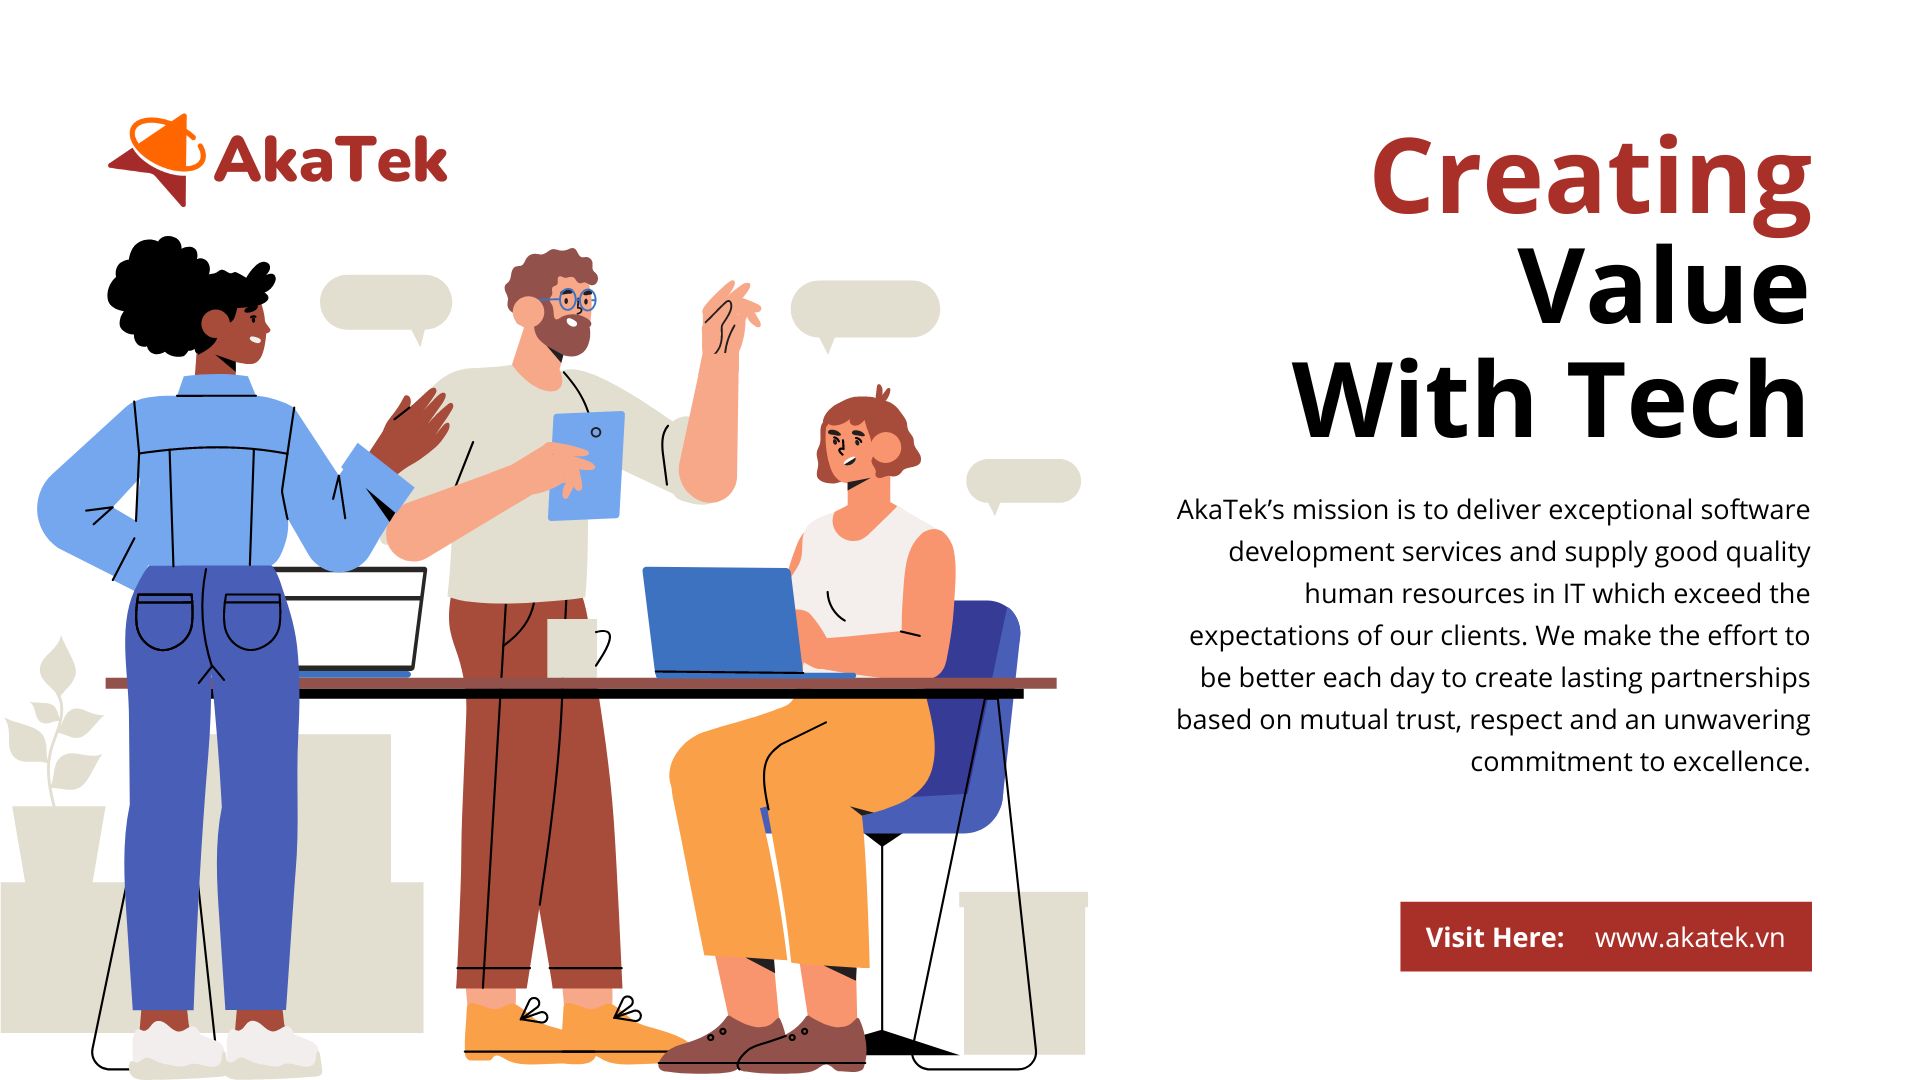 AkaTek
Creating
Value
With Tech
AkaTek’s mission is to deliver exceptional software
development services and supply good quality
human resources in IT which exceed the
expectations of our clients. We make the effort to
be better each day to create lasting partnerships
based on mutual trust, respect and an unwavering
commitment to excellence.
Visit Here: www.akatek.vn